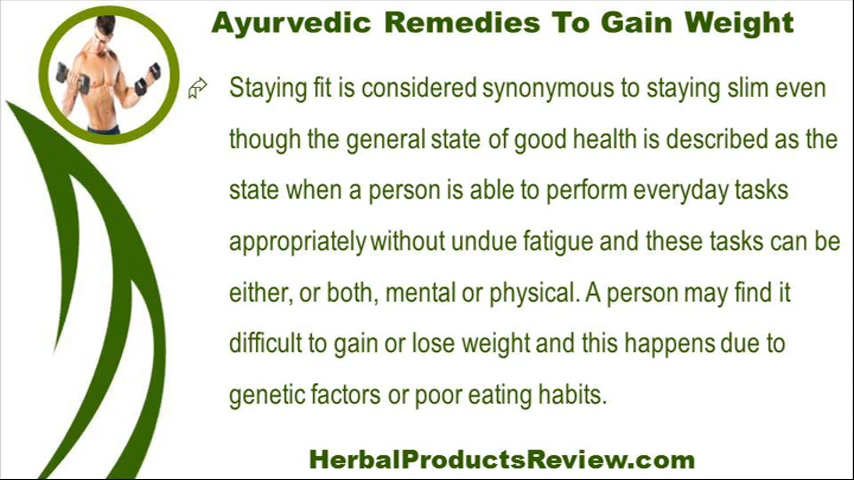 Ayurvedic Remedies To Gain Weight
Staying fit is considered synonymous to staying slim even
though the general state of good health is described as the
state when a person is able to perform everyday tasks
appropriately without undue fatigue and these tasks can be
either, or both, mental or physical. A person may find it
difficult to gain or lose weight and this happens due to
genetic factors or poor eating habits.
HerbalProductsReview.com